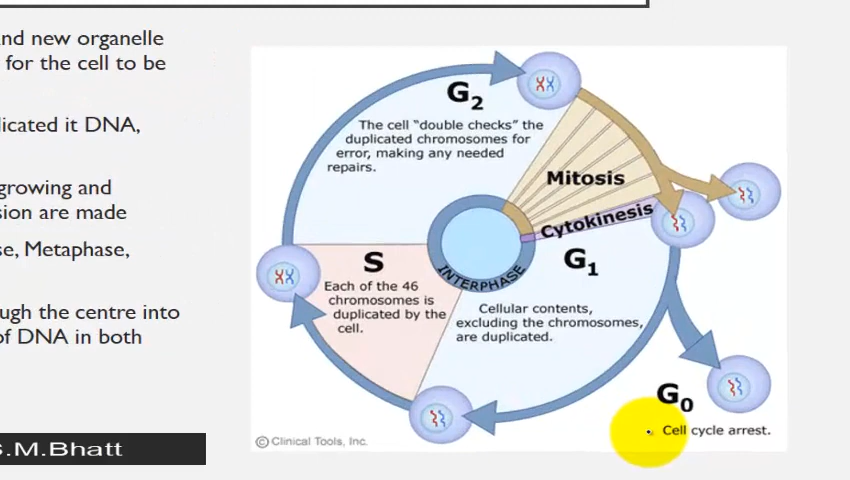 nd new organelle
for the cell to be
licated it DNA,
growing and
sion are made
se, Metaphase,
ugh the centre into
of DNA in both
s.M.Bhatt
G2
The cell "double checks" the
duplicated chromosomes for
error, making any needed
repairs.
Mitosis
Cytokinesis
INTERPHASE
S
Each of the 46
chromosomes is
duplicated by the
cell.
G1
Cellular contents,
excluding the chromosomes,
are duplicated.
G0
Cell cycle arrest.
© Clinical Tools, Inc.